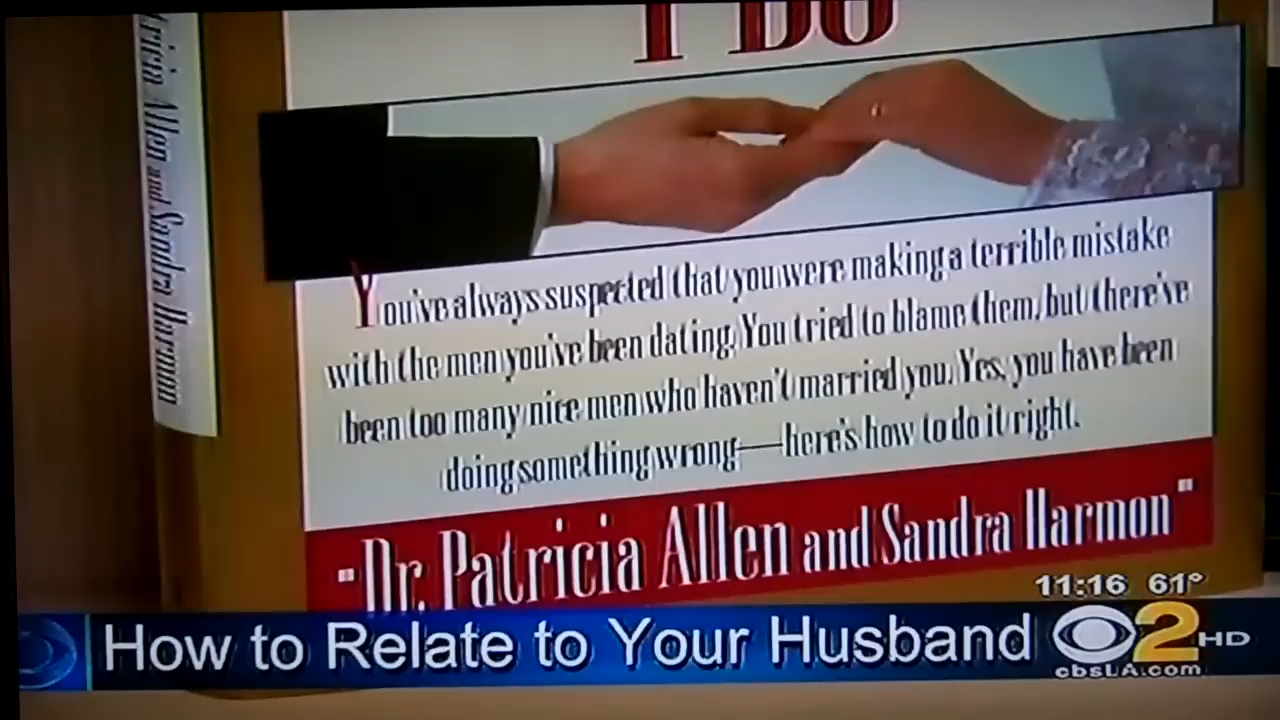 I DO
You've always suspected that you were making a terrible mistake
with the men you've been dating. You tried to blame them, but there've
been too many nice men who haven't married you. Yes, you have been
doing something wrong—here's how to do it right.
"Dr. Patricia Allen and Sandra Harmon"
Allen and Sandra Harmon
11:16 61°
How to Relate to Your Husband
2 HD
cbsLA.com